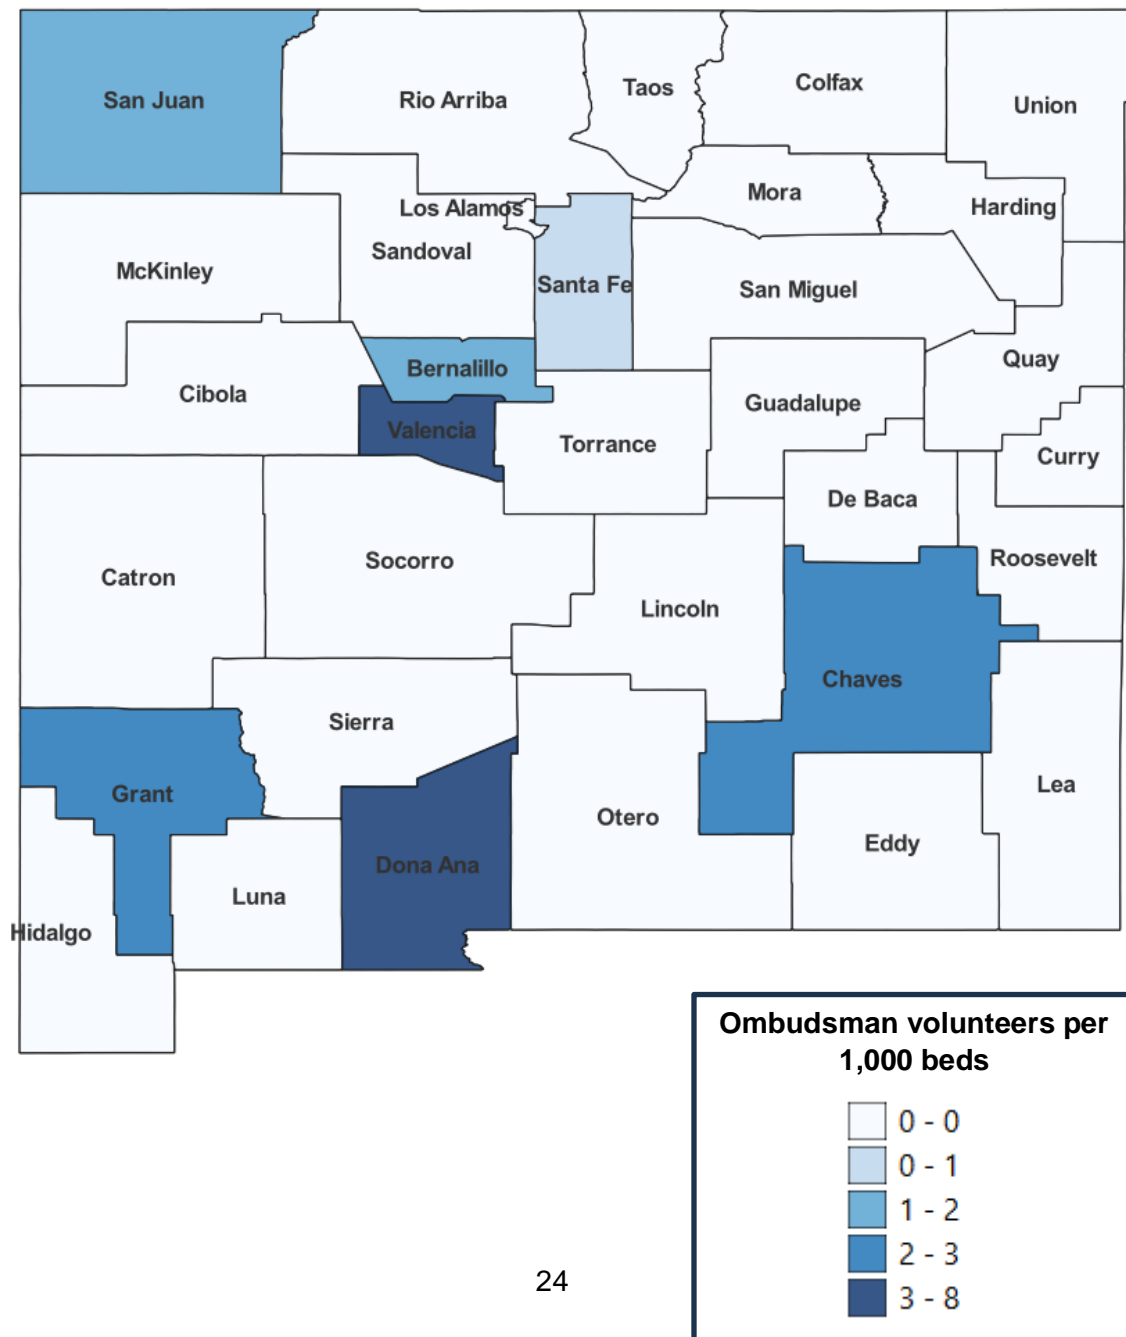 San Juan
Rio Arriba
Taos
Colfax
Union
Los Alamos
Mora
Harding
Sandoval
McKinley
Santa Fe
San Miguel
Bernalillo
Quay
Cibola
Guadalupe
Valencia
Torrance
Curry
De Baca
Socorro
Roosevelt
Catron
Lincoln
Chaves
Sierra
Grant
Lea
Otero
Eddy
Dona Ana
Luna
Hidalgo
Ombudsman volunteers per
1,000 beds
0 - 0
0 - 1
1 - 2
2 - 3
3 - 8
24